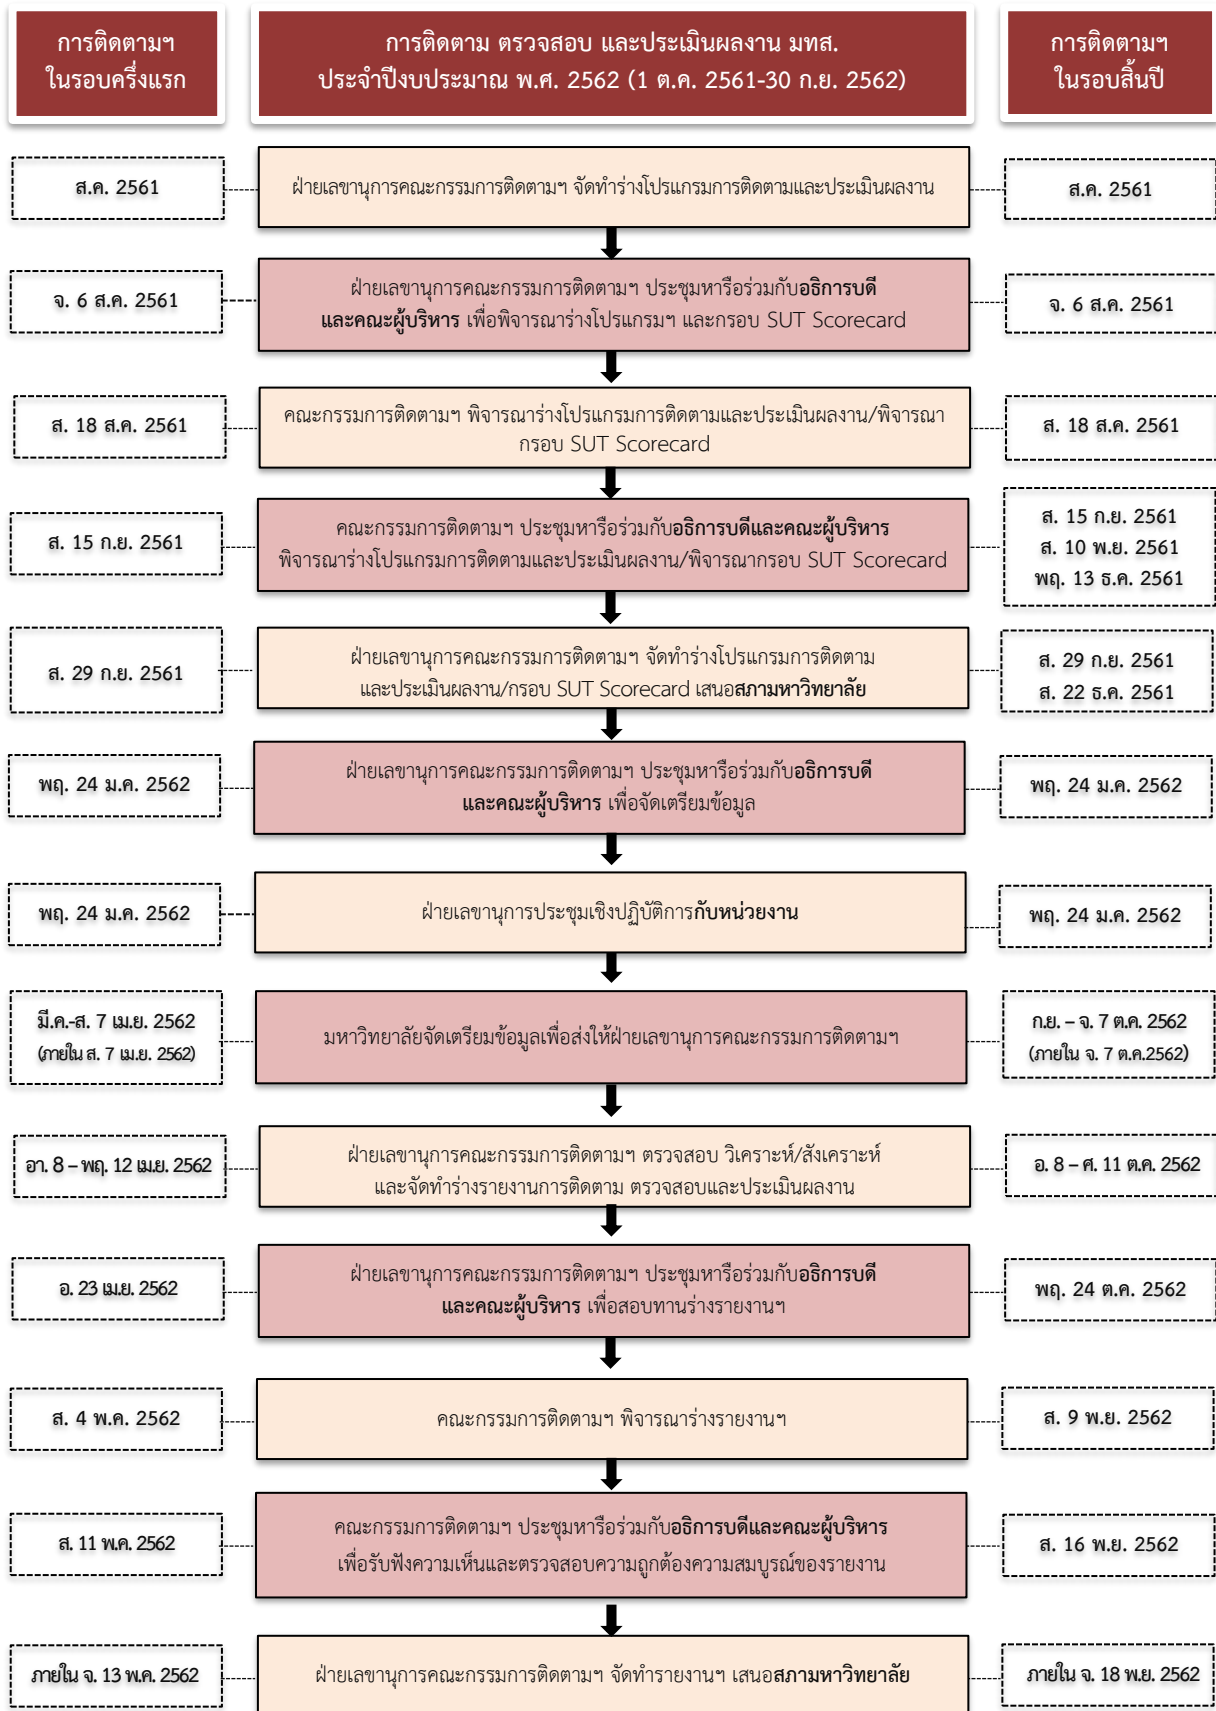 การติดตามฯ
ในรอบครึ่งแรก
การติดตาม ตรวจสอบ และประเมินผลงาน มทส.
ประจำปีงบประมาณ พ.ศ. 2562 (1 ต.ค. 2561-30 ก.ย. 2562)
การติดตามฯ
ในรอบสิ้นปี
ส.ค. 2561
ฝ่ายเลขานุการคณะกรรมการติดตามฯ จัดทำร่างโปรแกรมการติดตามและประเมินผลงาน
ส.ค. 2561
จ. 6 ส.ค. 2561
ฝ่ายเลขานุการคณะกรรมการติดตามฯ ประชุมหารือร่วมกับอธิการบดี
และคณะผู้บริหาร เพื่อพิจารณาร่างโปรแกรมฯ และกรอบ SUT Scorecard
จ. 6 ส.ค. 2561
ส. 18 ส.ค. 2561
คณะกรรมการติดตามฯ พิจารณาร่างโปรแกรมการติดตามและประเมินผลงาน/พิจารณา
กรอบ SUT Scorecard
ส. 18 ส.ค. 2561
ส. 15 ก.ย. 2561
คณะกรรมการติดตามฯ ประชุมหารือร่วมกับอธิการบดีและคณะผู้บริหาร
พิจารณาร่างโปรแกรมการติดตามและประเมินผลงาน/พิจารณากรอบ SUT Scorecard
ส. 15 ก.ย. 2561
ส. 10 พ.ย. 2561
พฤ. 13 ธ.ค. 2561
ส. 29 ก.ย. 2561
ฝ่ายเลขานุการคณะกรรมการติดตามฯ จัดทำร่างโปรแกรมการติดตาม
และประเมินผลงาน/กรอบ SUT Scorecard เสนอสภามหาวิทยาลัย
ส. 29 ก.ย. 2561
ส. 22 ธ.ค. 2561
พฤ. 24 ม.ค. 2562
ฝ่ายเลขานุการคณะกรรมการติดตามฯ ประชุมหารือร่วมกับอธิการบดี
และคณะผู้บริหาร เพื่อจัดเตรียมข้อมูล
พฤ. 24 ม.ค. 2562
พฤ. 24 ม.ค. 2562
ฝ่ายเลขานุการประชุมเชิงปฏิบัติการกับหน่วยงาน
พฤ. 24 ม.ค. 2562
มี.ค.-ส. 7 เม.ย. 2562
(ภายใน ส. 7 เม.ย. 2562)
มหาวิทยาลัยจัดเตรียมข้อมูลเพื่อส่งให้ฝ่ายเลขานุการคณะกรรมการติดตามฯ
ก.ย. – จ. 7 ต.ค. 2562
(ภายใน จ. 7 ต.ค.2562)
อา. 8 – พฤ. 12 เม.ย. 2562
ฝ่ายเลขานุการคณะกรรมการติดตามฯ ตรวจสอบ วิเคราะห์/สังเคราะห์
และจัดทำร่างรายงานการติดตาม ตรวจสอบและประเมินผลงาน
อ. 8 – ศ. 11 ต.ค. 2562
อ. 23 เม.ย. 2562
ฝ่ายเลขานุการคณะกรรมการติดตามฯ ประชุมหารือร่วมกับอธิการบดี
และคณะผู้บริหาร เพื่อสอบทานร่างรายงานฯ
พฤ. 24 ต.ค. 2562
ส. 4 พ.ค. 2562
คณะกรรมการติดตามฯ พิจารณาร่างรายงานฯ
ส. 9 พ.ย. 2562
ส. 11 พ.ค. 2562
คณะกรรมการติดตามฯ ประชุมหารือร่วมกับอธิการบดีและคณะผู้บริหาร
เพื่อรับฟังความเห็นและตรวจสอบความถูกต้องความสมบูรณ์ของรายงาน
ส. 16 พ.ย. 2562
ภายใน จ. 13 พ.ค. 2562
ฝ่ายเลขานุการคณะกรรมการติดตามฯ จัดทำรายงานฯ เสนอสภามหาวิทยาลัย
ภายใน จ. 18 พ.ย. 2562